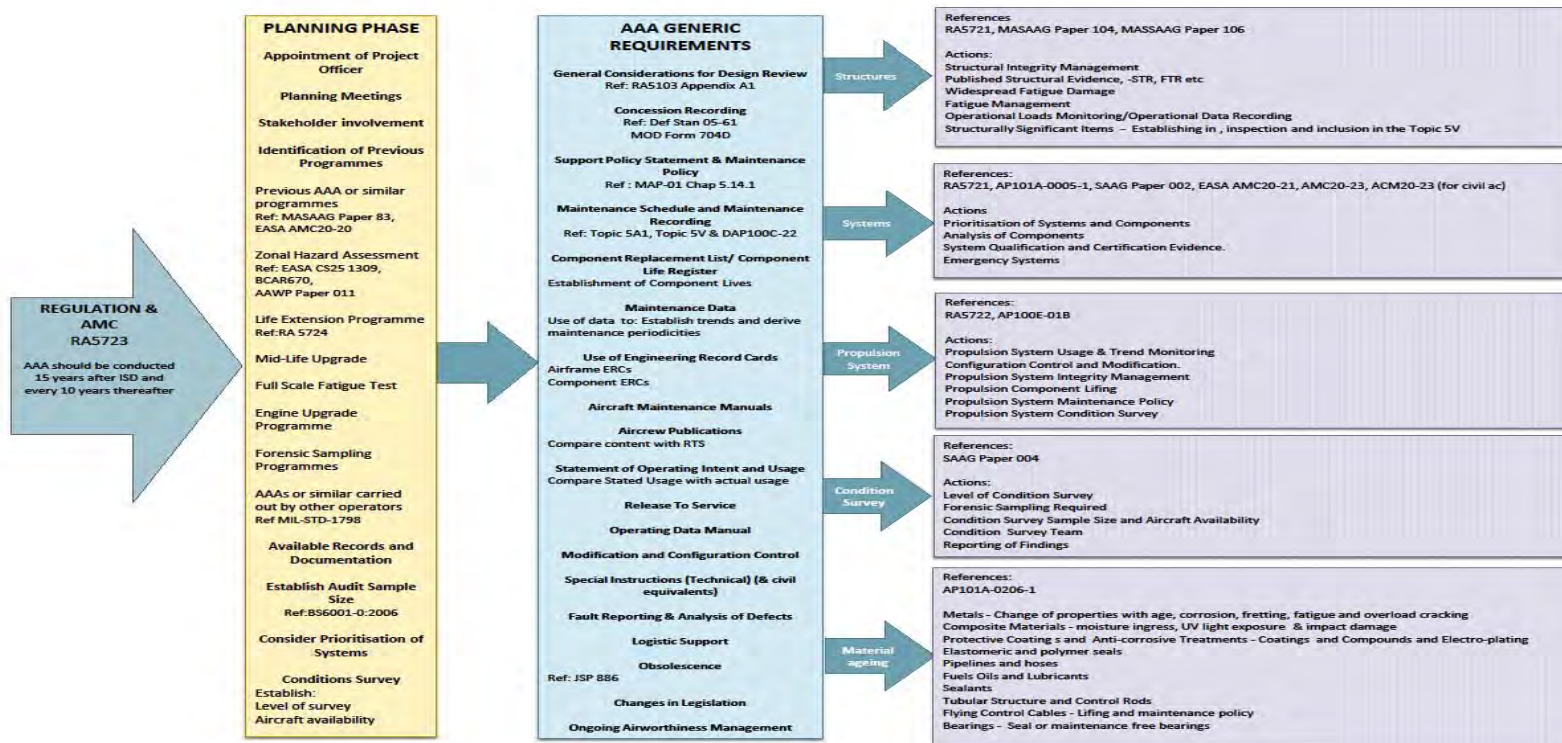 REGULATION &
AMC
RA5723
AAA should be conducted
15 years after ISD and
every 10 years thereafter
PLANNING PHASE
Appointment of Project
Officer
Planning Meetings
Stakeholder involvement
Identification of Previous
Programmes
Previous AAA or similar
programmes
Ref: MASAAG Paper 83,
EASA AMC20-20
Zonal Hazard Assessment
Ref: EASA CS25 1309,
BCAR670,
AAWP Paper 011
Life Extension Programme
Ref:RA 5724
Mid-Life Upgrade
Full Scale Fatigue Test
Engine Upgrade
Programme
Forensic Sampling
Programmes
AAAs or similar carried
out by other operators
Ref MIL-STD-1798
Available Records and
Documentation
Establish Audit Sample
Size
Ref:BS6001-0:2006
Consider Prioritisation of
Systems
Conditions Survey
Establish:
Level of survey
Aircraft availability
AAA GENERIC
REQUIREMENTS
General Considerations for Design Review
Ref: RA5103 Appendix A1
Concession Recording
Ref: Def Stan 05-61
MOD Form 704D
Support Policy Statement & Maintenance
Policy
Ref : MAP-01 Chap 5.14.1
Maintenance Schedule and Maintenance
Recording
Ref: Topic 5A1, Topic 5V & DAP100C-22
Component Replacement List/ Component
Life Register
Establishment of Component Lives
Maintenance Data
Use of data to: Establish trends and derive
maintenance periodicities
Use of Engineering Record Cards
Airframe ERCs
Component ERCs
Aircraft Maintenance Manuals
Aircrew Publications
Compare content with RTS
Statement of Operating Intent and Usage
Compare Stated Usage with actual usage
Release To Service
Operating Data Manual
Modification and Configuration Control
Special Instructions (Technical) (& civil
equivalents)
Fault Reporting & Analysis of Defects
Logistic Support
Obsolescence
Ref: JSP 886
Changes in Legislation
Ongoing Airworthiness Management
Structures
References
RA5721, MASAAG Paper 104, MASSAAG Paper 106
Actions:
Structural Integrity Management
Published Structural Evidence, -STR, FTR etc
Widespread Fatigue Damage
Fatigue Management
Operational Loads Monitoring/Operational Data Recording
Structurally Significant Items – Establishing in , inspection and inclusion in the Topic 5V
Systems
References:
RA5721, AP101A-0005-1, SAAG Paper 002, EASA AMC20-21, AMC20-23, ACM20-23 (for civil ac)
Actions
Prioritisation of Systems and Components
Analysis of Components
System Qualification and Certification Evidence.
Emergency Systems
Propulsion
System
References:
RA5722, AP100E-01B
Actions:
Propulsion System Usage & Trend Monitoring
Configuration Control and Modification.
Propulsion System Integrity Management
Propulsion Component Lifing
Propulsion System Maintenance Policy
Propulsion System Condition Survey
Condition
Survey
References:
SAAG Paper 004
Actions:
Level of Condition Survey
Forensic Sampling Required
Condition Survey Sample Size and Aircraft Availability
Condition Survey Team
Reporting of Findings
Material
ageing
References:
AP101A-0206-1
Metals - Change of properties with age, corrosion, fretting, fatigue and overload cracking
Composite Materials - moisture ingress, UV light exposure & impact damage
Protective Coating s and Anti-corrosive Treatments - Coatings and Compounds and Electro-plating
Elastomeric and polymer seals
Pipelines and hoses
Fuels Oils and Lubricants
Sealants
Tubular Structure and Control Rods
Flying Control Cables - Lifing and maintenance policy
Bearings - Seal or maintenance free bearings